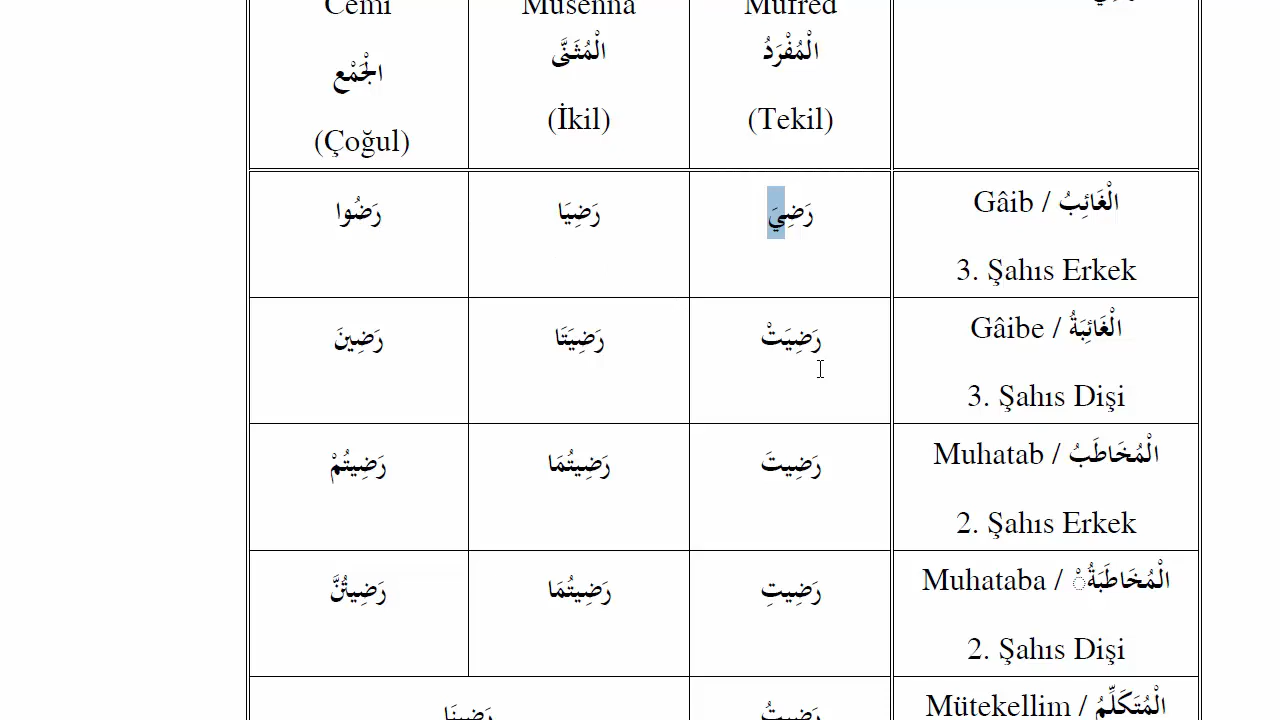 Cemi Müsenna Müfred
الْجَمْع الْمُثَنَّى الْمُفْرَدُ
(Çoğul) (İkil) (Tekil)
رَضُوا رَضِيَا رَضِيَ Gâib / الْغَائِبُ
3. Şahıs Erkek
رَضِينَ رَضِيَتَا رَضِيَتْ Gâibe / الْغَائِبَةُ
3. Şahıs Dişi
رَضِيتُمْ رَضِيتُمَا رَضِيتَ Muhatab / الْمُخَاطَبُ
2. Şahıs Erkek
رَضِيتُنَّ رَضِيتُمَا رَضِيتِ Muhataba / الْمُخَاطَبَةُ ْ
2. Şahıs Dişi
رَضِينَا رَضِيتُ Mütekellim / الْمُتَكَلِّمُ